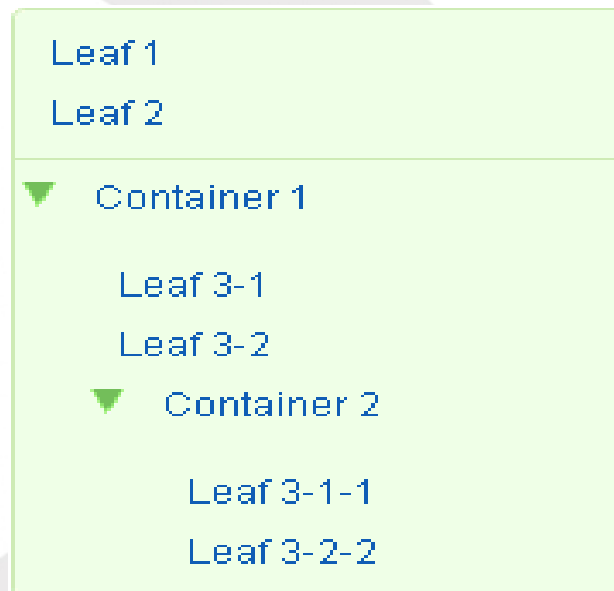 Leaf 1
Leaf 2
Container 1
Leaf 3-1
Leaf 3-2
Container 2
Leaf 3-1-1
Leaf 3-2-2